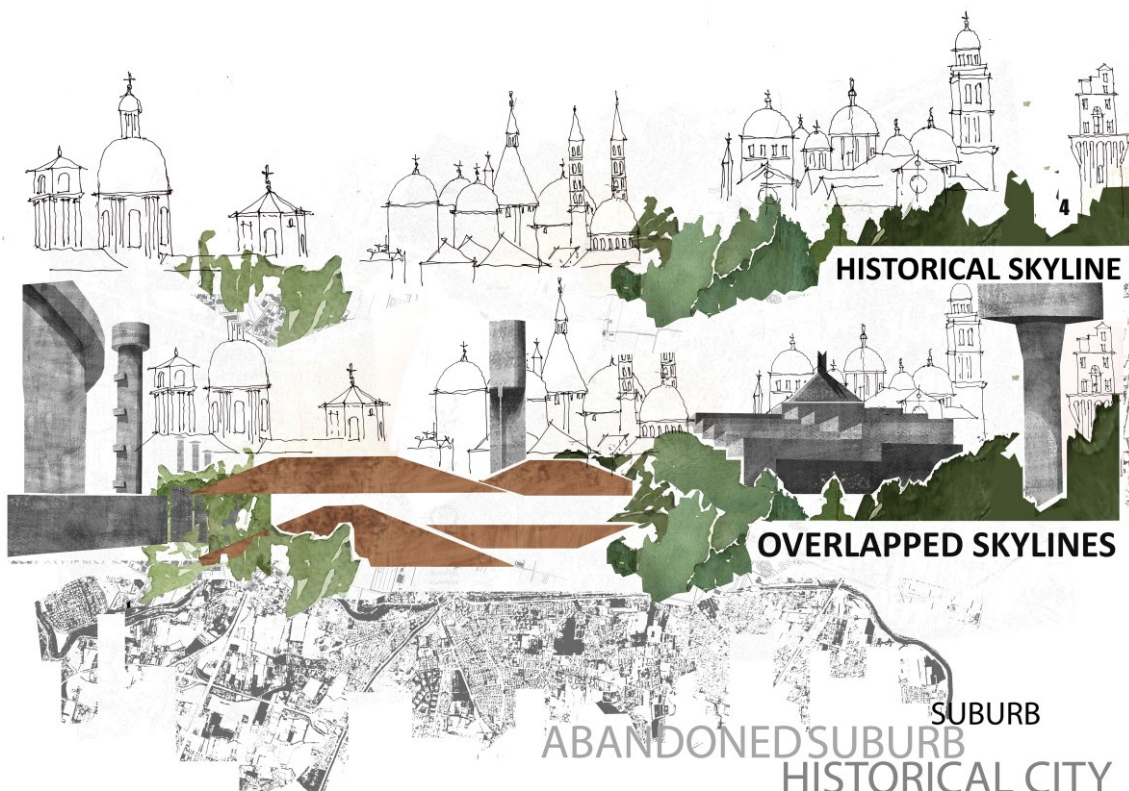 4
HISTORICAL SKYLINE
OVERLAPPED SKYLINES
SUBURB
ABANDONED SUBURB
HISTORICAL CITY